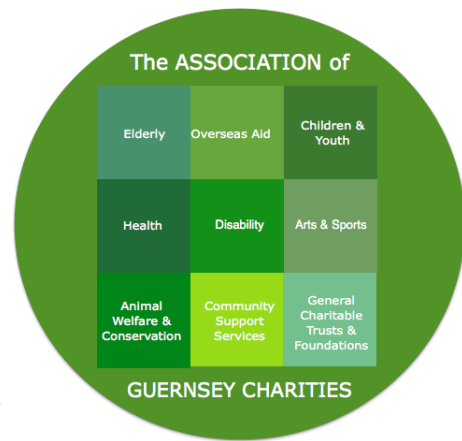 The ASSOCIATION of
Elderly
Overseas Aid
Children &
Youth
Health
Disability
Arts & Sports
Animal
Welfare &
Conservation
Community
Support
Services
General
Charitable
Trusts &
Foundations
GUERNSEY CHARITIES